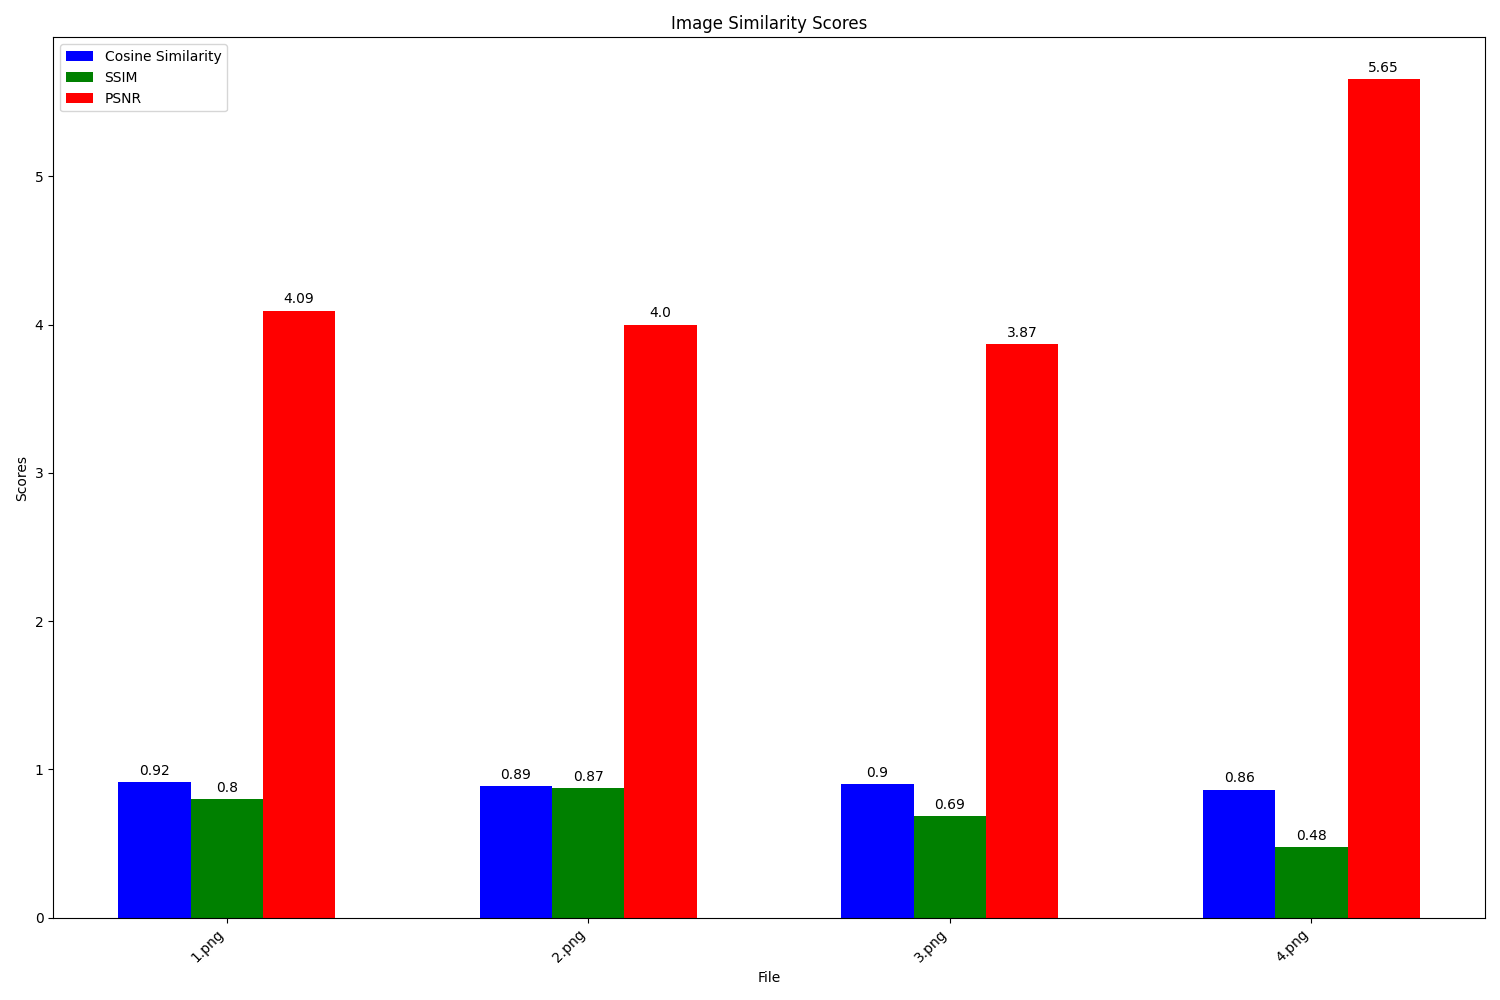 Image Similarity Scores
Cosine Similarity
SSIM
PSNR
Scores
5
4
3
2
1
0
0.92
0.8
4.09
0.89
0.87
4.0
0.9
0.69
3.87
0.86
0.48
5.65
1.png
2.png
3.png
4.png
File